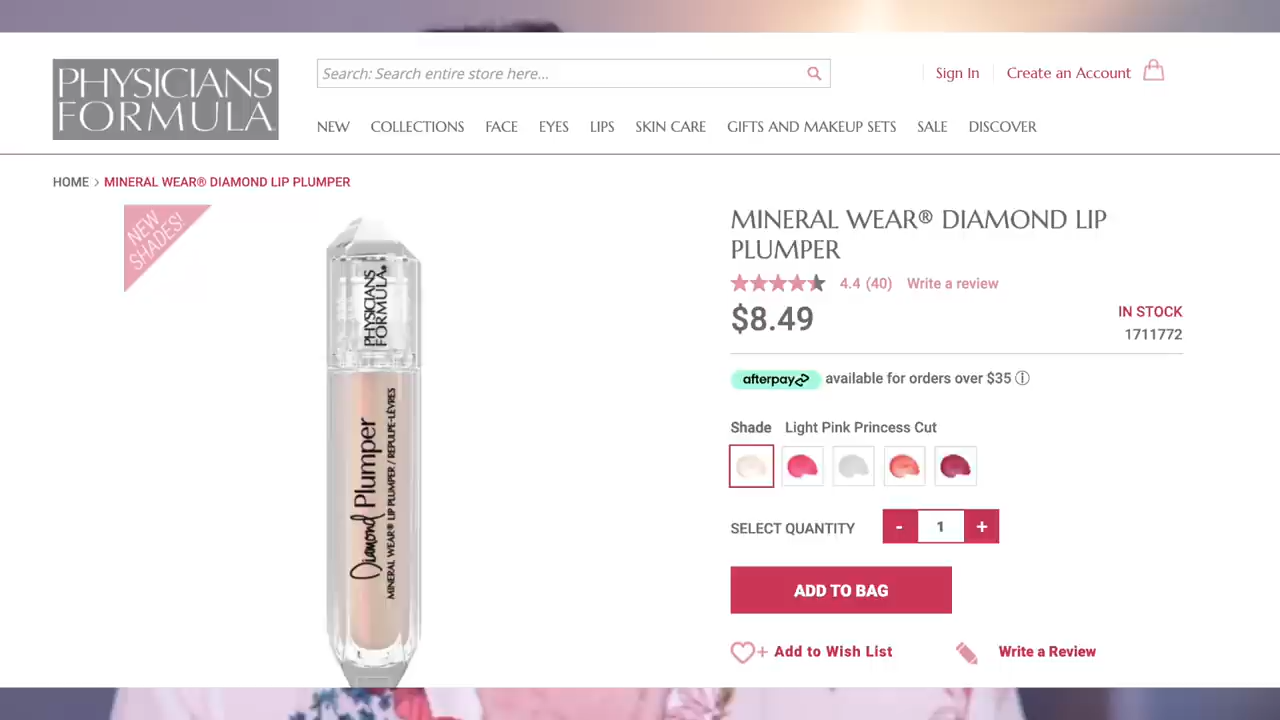 PHYSICIANS
FORMULA
Search: Search entire store here...
Sign In
Create an Account
NEW COLLECTIONS FACE EYES LIPS SKIN CARE GIFTS AND MAKEUP SETS SALE DISCOVER
HOME > MINERAL WEAR® DIAMOND LIP PLUMPER
NEW
SHADES!
PHYSICIANS
FORMULA®
Diamond Plumper
MINERAL WEAR® LIP PLUMPER / REPULPE-LÈVRES
MINERAL WEAR® DIAMOND LIP
PLUMPER
4.4 (40) Write a review
$8.49
IN STOCK
1711772
afterpay available for orders over $35 ⓘ
Shade Light Pink Princess Cut
SELECT QUANTITY - 1 +
ADD TO BAG
+ Add to Wish List
Write a Review